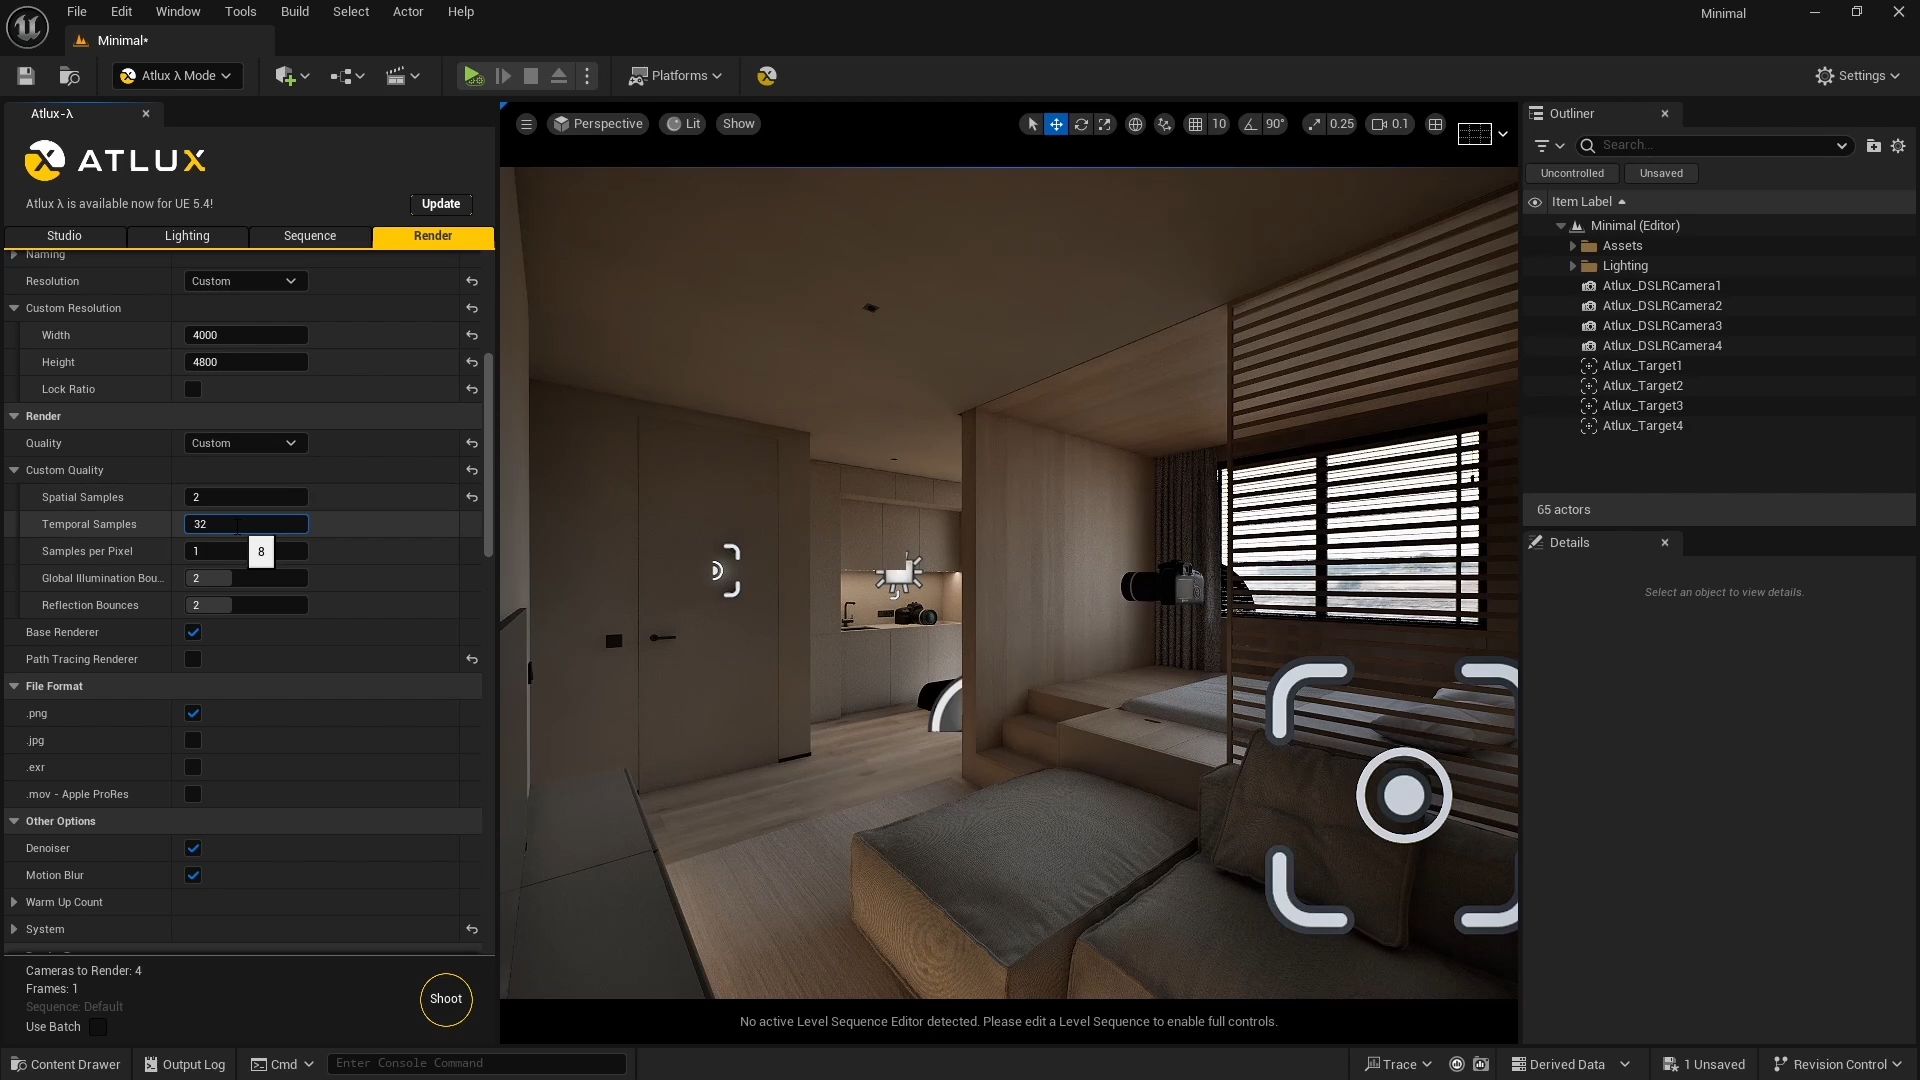 File Edit Window Tools Build Select Actor Help
Minimal
Minimal*
Atlux λ Mode
Platforms
Settings
Atlux-λ
ATLUX
Atlux λ is available now for UE 5.4!
Update
Studio Lighting Sequence Render
Naming
Resolution Custom
Custom Resolution
Width 4000
Height 4800
Lock Ratio
Render
Quality Custom
Custom Quality
Spatial Samples 2
Temporal Samples 32
Samples per Pixel 1
8
Global Illumination Bou... 2
Reflection Bounces 2
Base Renderer
Path Tracing Renderer
File Format
.png
.jpg
.exr
.mov - Apple ProRes
Other Options
Denoiser
Motion Blur
Warm Up Count
System
Cameras to Render: 4
Frames: 1
Sequence: Default
Use Batch
Shoot
Perspective Lit Show
10 90° 0.25 0.1
No active Level Sequence Editor detected. Please edit a Level Sequence to enable full controls.
Outliner
Search...
Uncontrolled Unsaved
Item Label
Minimal (Editor)
Assets
Lighting
Atlux_DSLRCamera1
Atlux_DSLRCamera2
Atlux_DSLRCamera3
Atlux_DSLRCamera4
Atlux_Target1
Atlux_Target2
Atlux_Target3
Atlux_Target4
65 actors
Details
Select an object to view details.
Content Drawer Output Log Cmd Enter Console Command Trace Derived Data 1 Unsaved Revision Control